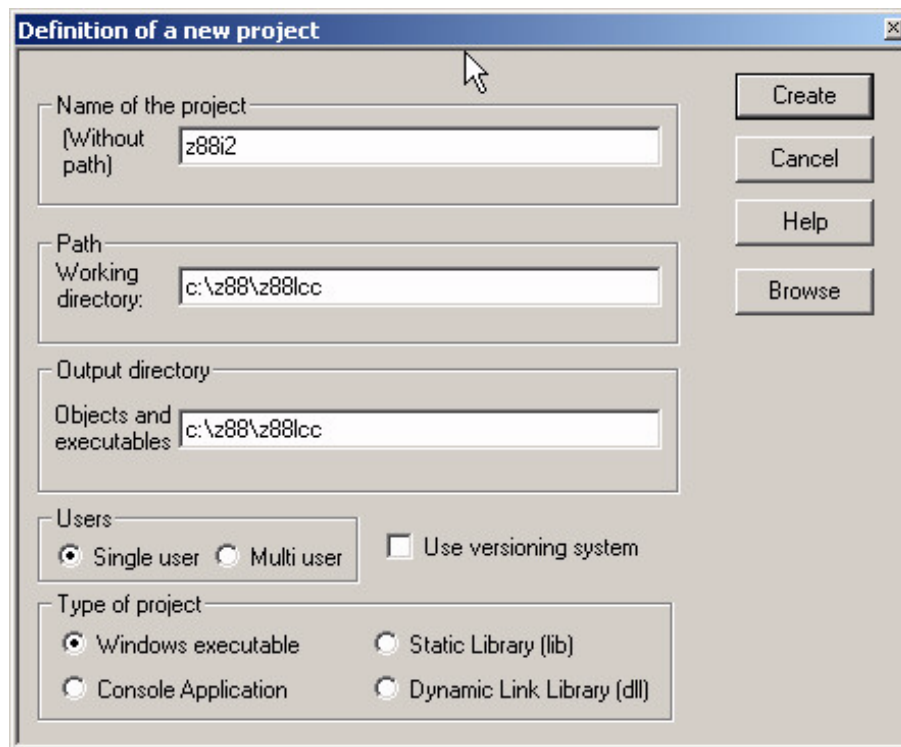 Definition of a new project
Name of the project
(Without
path)
z88i2
Create
Cancel
Help
Browse
Path
Working
directory:
c:\z88\z88lcc
Output directory
Objects and
executables
c:\z88\z88lcc
Users
Single user Multi user
Use versioning system
Type of project
Windows executable Static Library (lib)
Console Application Dynamic Link Library (dll)